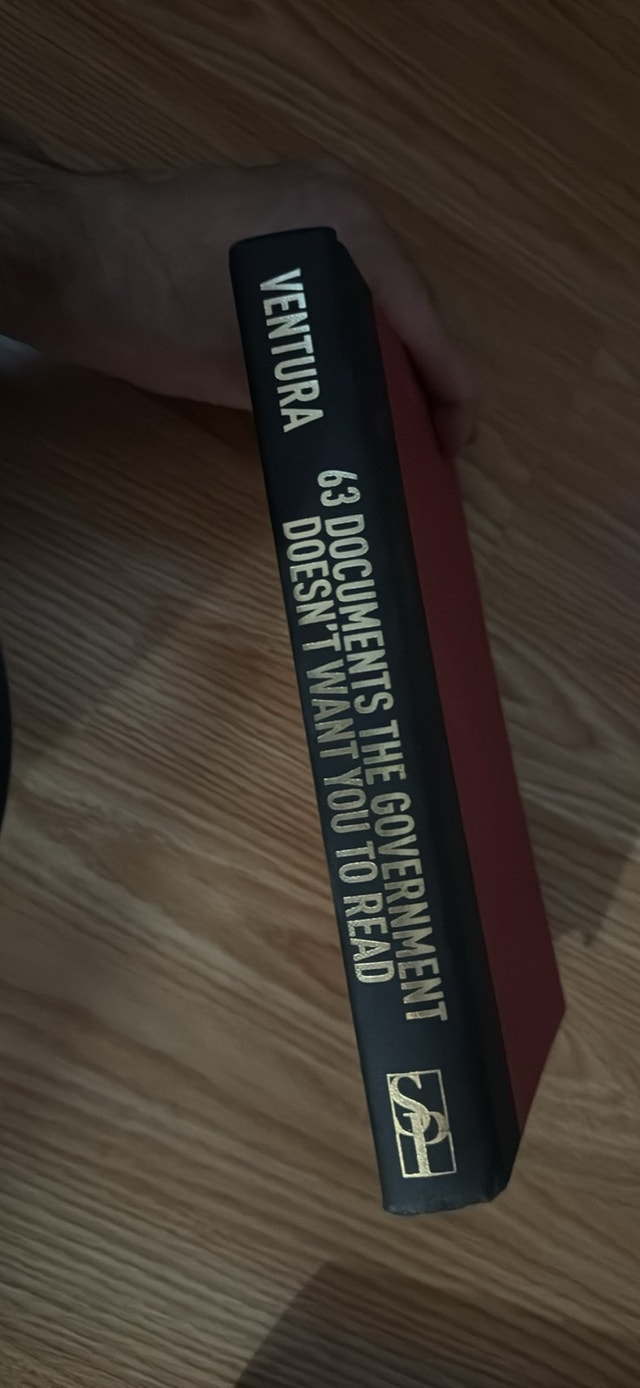 VENTURA
63 DOCUMENTS THE GOVERNMENT
DOESN'T WANT YOU TO READ